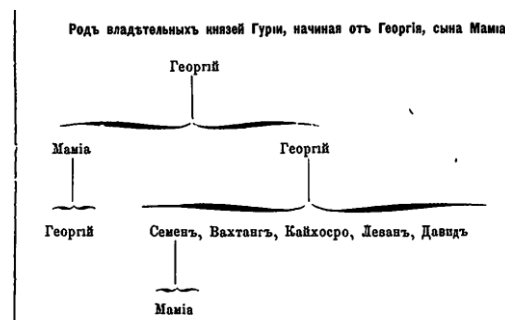 Родъ владѣтельныхъ князей Гуріи, начиная отъ Георгія, сына Маміа
Георгій
Маміа Георгій
Георгій Семенъ, Вахтангъ, Кайхосро, Леванъ, Давидъ
Маміа